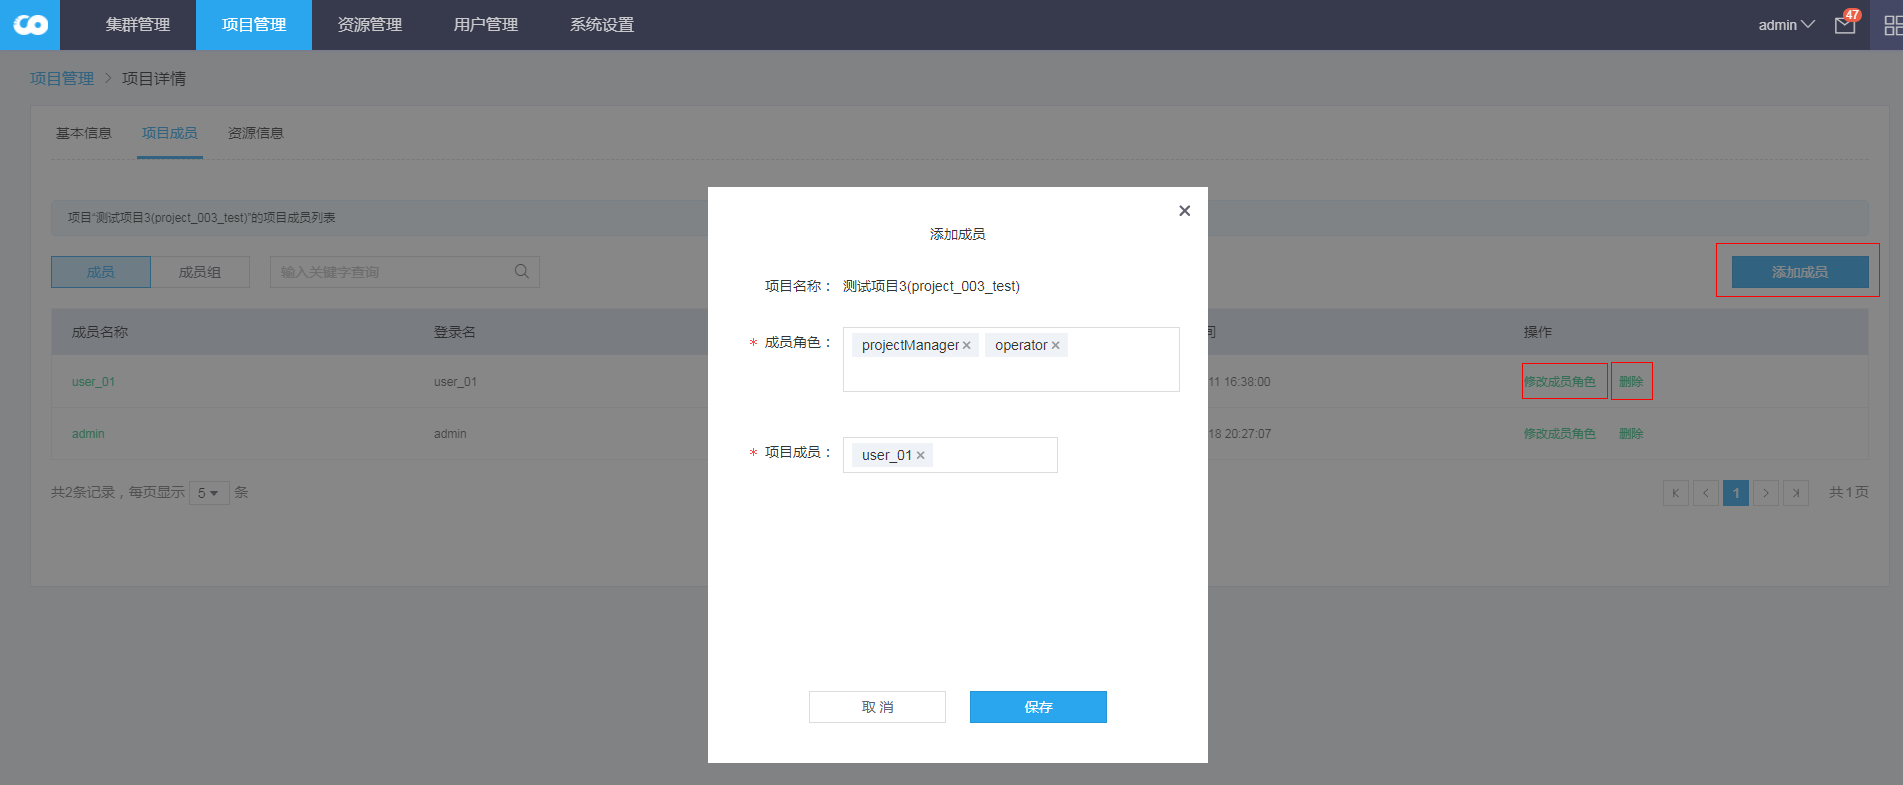 集群管理 项目管理 资源管理 用户管理 系统设置 admin 47
项目管理 > 项目详情
基本信息 项目成员 资源信息
项目“测试项目3(project_003_test)”的项目成员列表
成员 成员组 输入关键字查询 添加成员
成员名称 登录名 间 操作
user_01 user_01 11 16:38:00 修改成员角色 删除
admin admin 18 20:27:07 修改成员角色 删除
共2条记录，每页显示 5 条 1 共1页
添加成员
项目名称： 测试项目3(project_003_test)
* 成员角色： projectManager × operator ×
* 项目成员： user_01 ×
取 消 保存